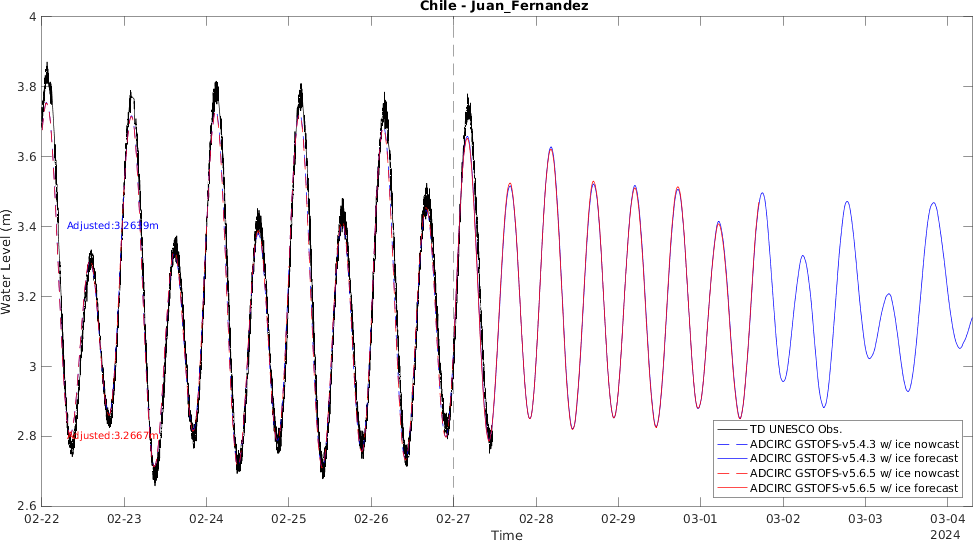 Chile - Juan_Fernandez
Water Level (m)
4
3.8
3.6
3.4
3.2
3
2.8
2.6
Adjusted:3.2639m
Adjusted:3.2667m
TD UNESCO Obs.
ADCIRC GSTOFS-v5.4.3 w/ ice nowcast
ADCIRC GSTOFS-v5.4.3 w/ ice forecast
ADCIRC GSTOFS-v5.6.5 w/ ice nowcast
ADCIRC GSTOFS-v5.6.5 w/ ice forecast
02-22 02-23 02-24 02-25 02-26 02-27 02-28 02-29 03-01 03-02 03-03 03-04
2024
Time